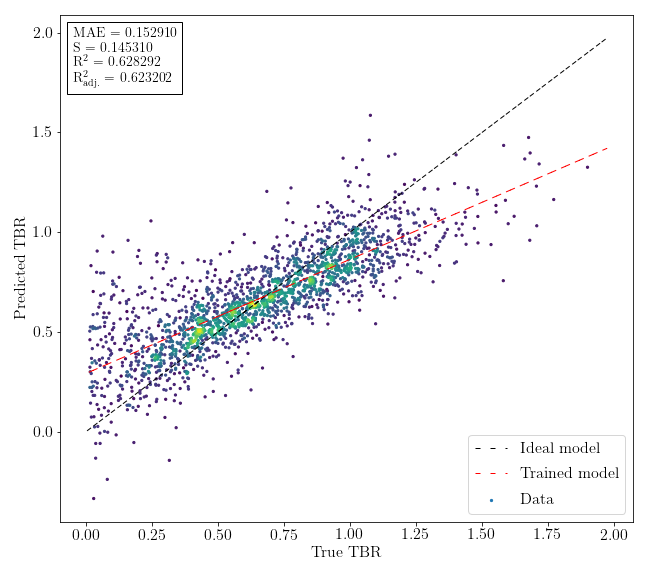 MAE = 0.152910
S = 0.145310
R² = 0.628292
R²adj. = 0.623202
2.0
1.5
1.0
0.5
0.0
Predicted TBR
Ideal model
Trained model
Data
0.00 0.25 0.50 0.75 1.00 1.25 1.50 1.75 2.00
True TBR